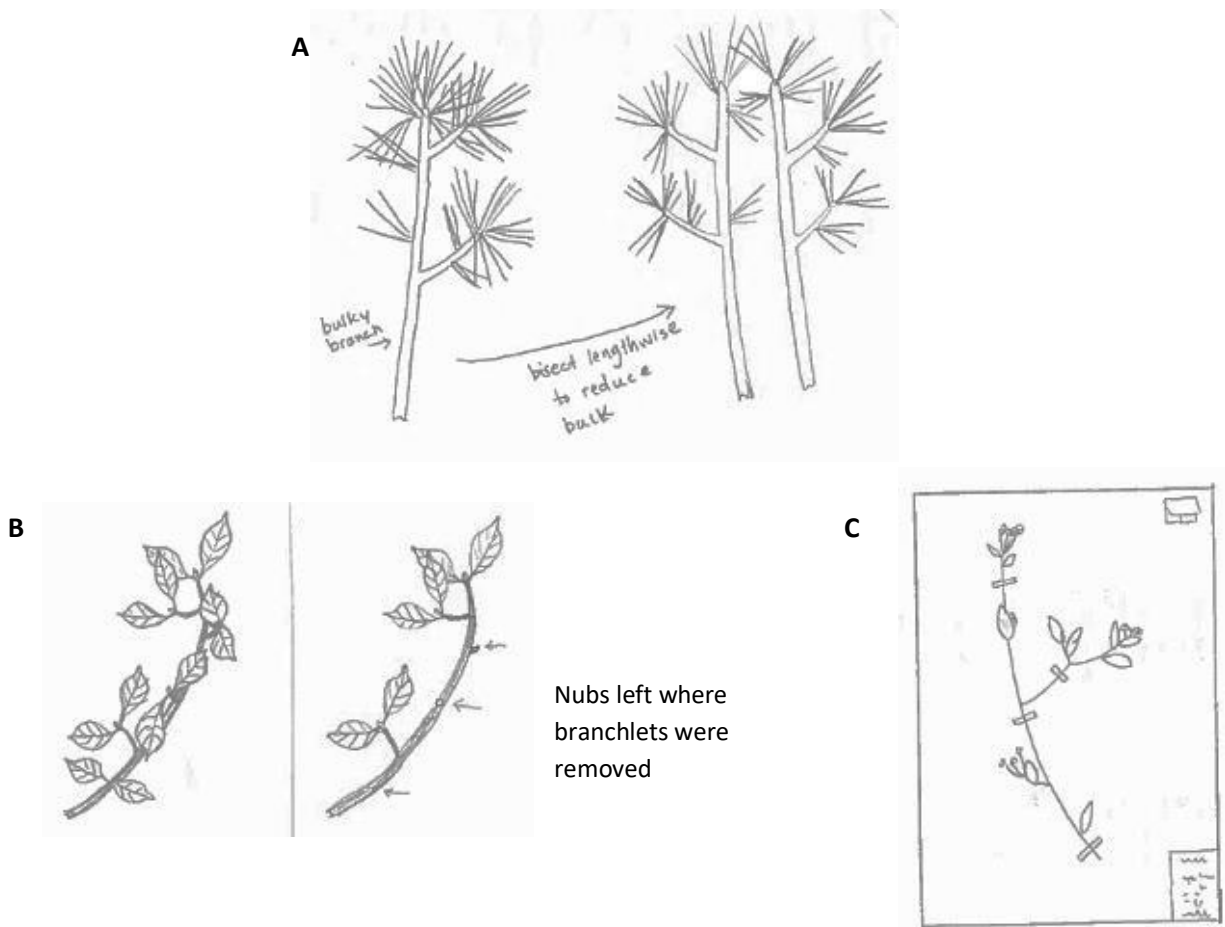 A
bulky
branch
bisect lengthwise
to reduce
bulk
B
Nubs left where
branchlets were
removed
C